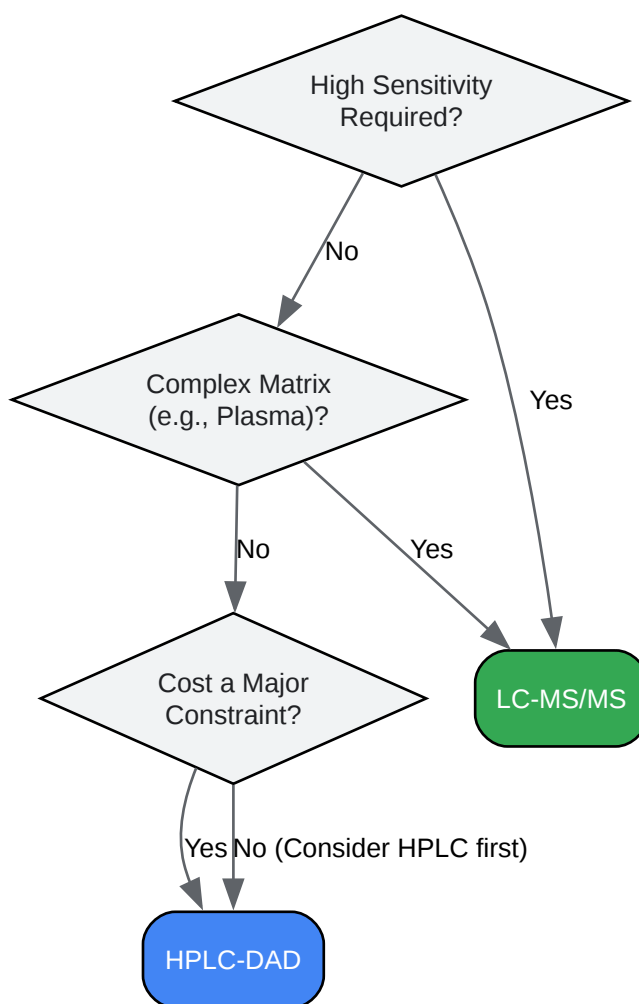 High Sensitivity
Required?
No
Complex Matrix
(e.g., Plasma)?
Yes
No
Yes
Cost a Major
Constraint?
LC-MS/MS
Yes
No (Consider HPLC first)
HPLC-DAD